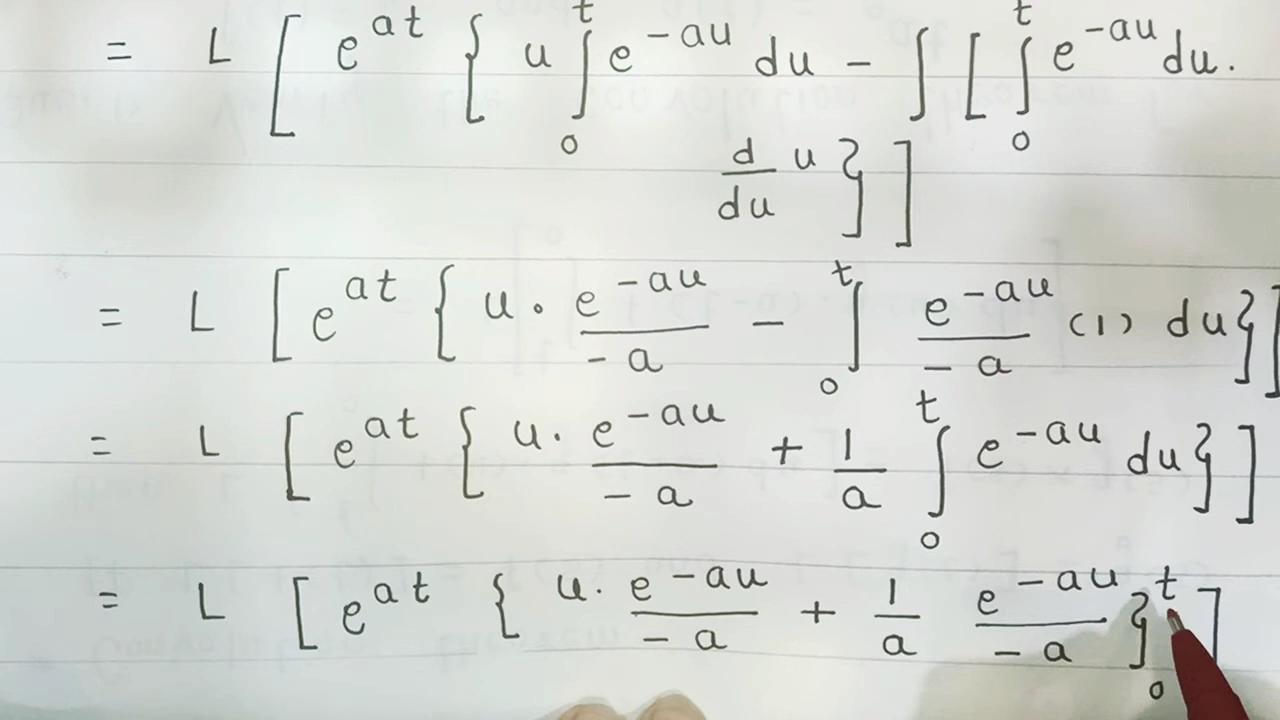 = L [ e^{at} { u ∫_0^t e^{-au} du - ∫ [ ∫_0^t e^{-au} du.
d/du u } ]
= L [ e^{at} { u · e^{-au}/-a - ∫_0^t e^{-au}/-a (1) du } ]
= L [ e^{at} { u · e^{-au}/-a + 1/a ∫_0^t e^{-au} du } ]
= L [ e^{at} { u · e^{-au}/-a + 1/a e^{-au}/-a }_0^t ]